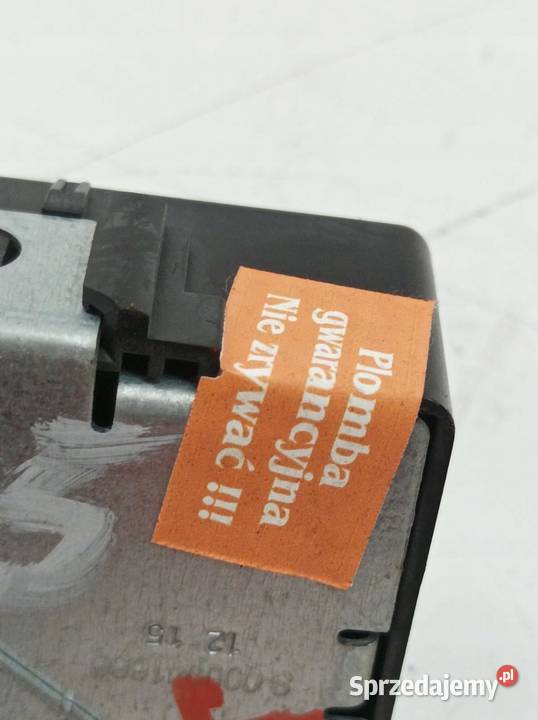 Plomba
gwarancyjna
Nie zrywać !!!
12 15
Sprzedajemy.pl